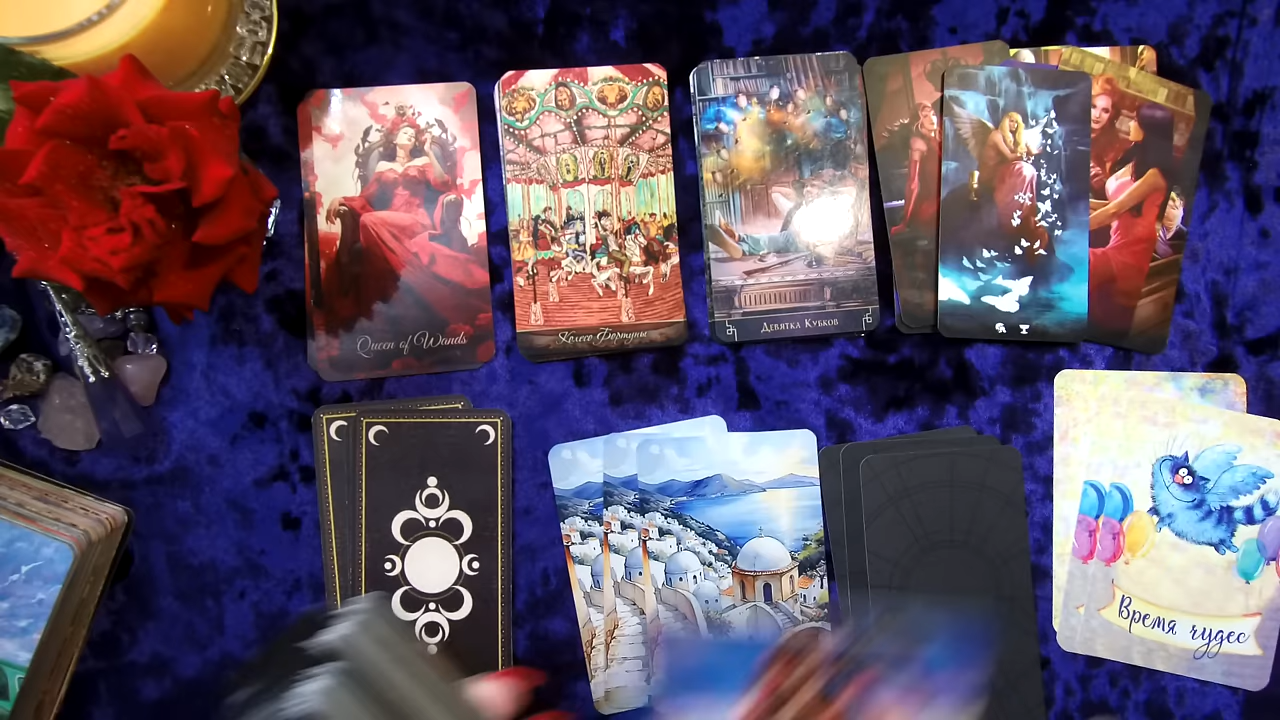 Queen of Wands
Колесо Фортуны
Девятка Кубков
Время чудес